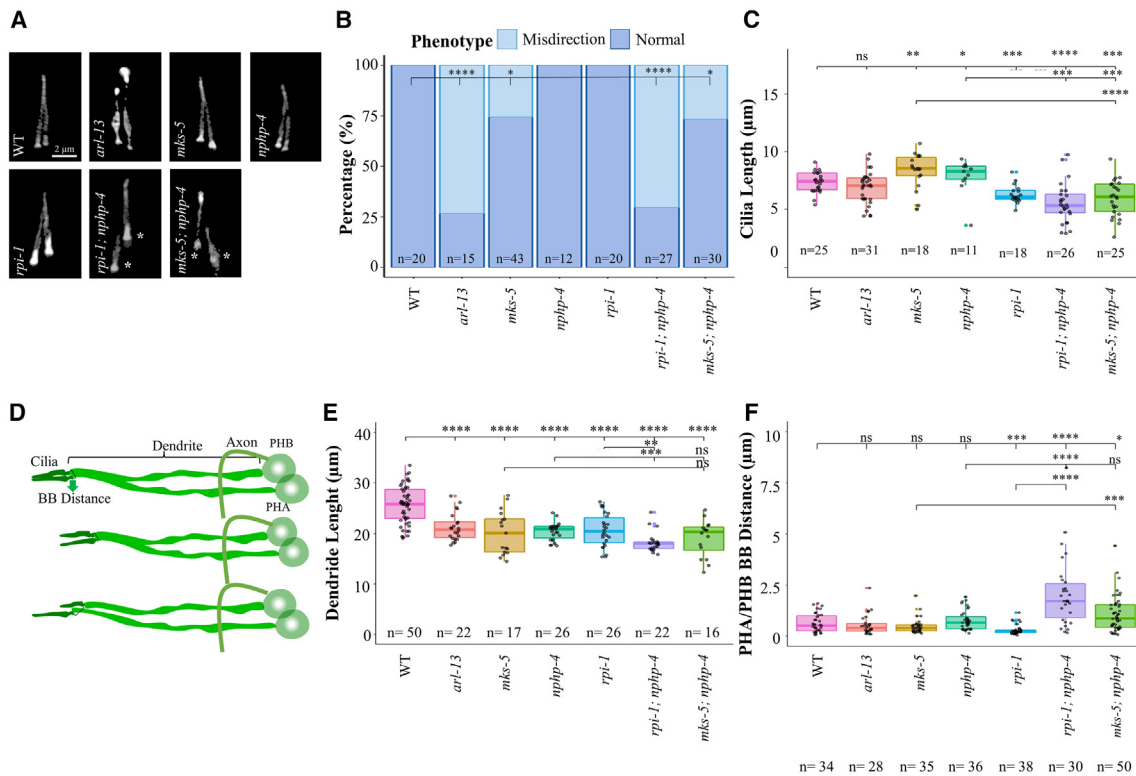 A
WT
2 µm
arl-13
mks-5
nphp-4
rpi-1
rpi-1; nphp-4
*
*
mks-5; nphp-4
*
*
B
Phenotype Misdirection Normal
Percentage (%)
100
75
50
25
0
**** * **** *
n=20 n=15 n=43 n=12 n=20 n=27 n=30
WT
arl-13
mks-5
nphp-4
rpi-1
rpi-1; nphp-4
mks-5; nphp-4
C
Cilia Length (µm)
15
10
5
0
ns ** * *** **** ***
*** ***
****
n=25 n=31 n=18 n=11 n=18 n=26 n=25
WT
arl-13
mks-5
nphp-4
rpi-1
rpi-1; nphp-4
mks-5; nphp-4
D
Dendrite Axon PHB
Cilia
BB Distance
PHA
E
Dendride Lenght (µm)
40
30
20
10
0
**** **** **** **** **** ****
** ns
*** ns
n= 50 n= 22 n= 17 n= 26 n= 26 n= 22 n= 16
WT
arl-13
mks-5
nphp-4
rpi-1
rpi-1; nphp-4
mks-5; nphp-4
F
PHA/PHB BB Distance (µm)
10
7.5
5.0
2.5
0
ns ns ns *** **** *
**** ns
****
***
WT
arl-13
mks-5
nphp-4
rpi-1
rpi-1; nphp-4
mks-5; nphp-4
n= 34 n= 28 n= 35 n= 36 n= 38 n= 30 n= 50